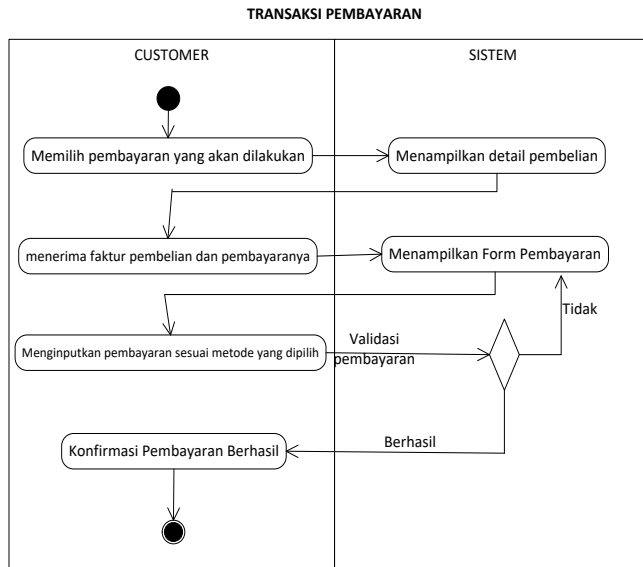 TRANSAKSI PEMBAYARAN
CUSTOMER
SISTEM
Memilih pembayaran yang akan dilakukan
Menampilkan detail pembelian
menerima faktur pembelian dan pembayaranya
Menampilkan Form Pembayaran
Tidak
Menginputkan pembayaran sesuai metode yang dipilih
Validasi
pembayaran
Berhasil
Konfirmasi Pembayaran Berhasil